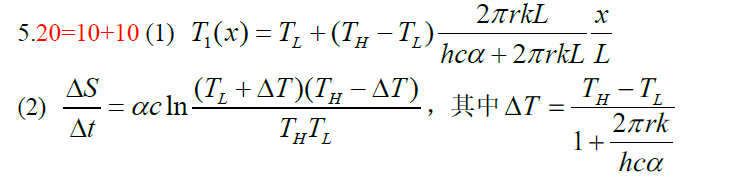 5.20=10+10 (1) T₁(x) = T_L + (T_H − T_L) \frac{2πrkL}{hcα + 2πrkL} \frac{x}{L}
(2) \frac{ΔS}{Δt} = αc ln \frac{(T_L + ΔT)(T_H − ΔT)}{T_H T_L}，其中 ΔT = \frac{T_H − T_L}{1 + \frac{2πrk}{hcα}}